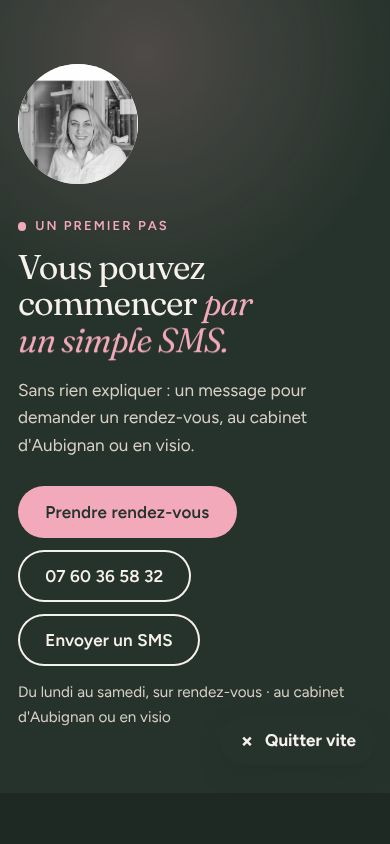 UN PREMIER PAS
Vous pouvez
commencer par
un simple SMS.
Sans rien expliquer : un message pour
demander un rendez-vous, au cabinet
d'Aubignan ou en visio.
Prendre rendez-vous
07 60 36 58 32
Envoyer un SMS
Du lundi au samedi, sur rendez-vous · au cabinet
d'Aubignan ou en visio
× Quitter vite